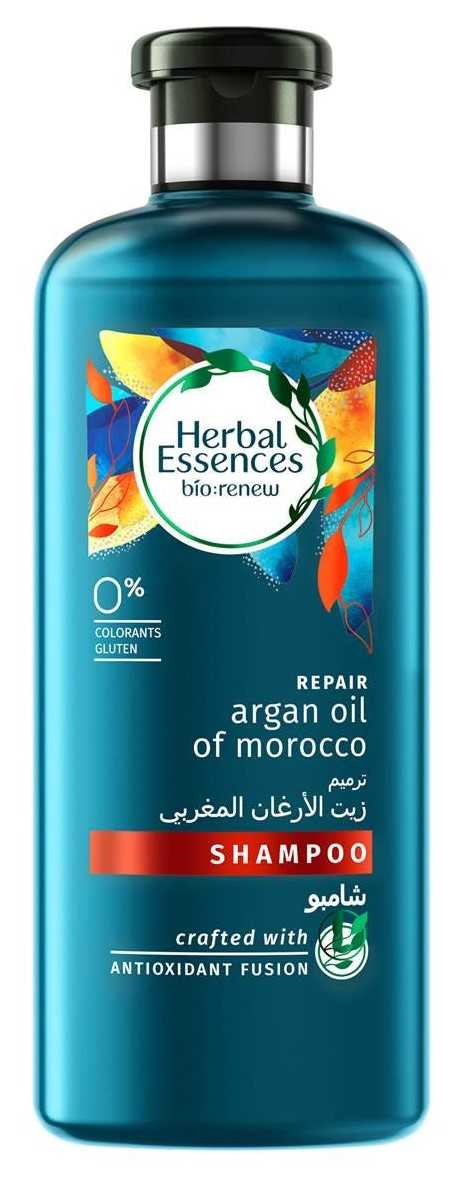 Herbal
Essences
bío:renew
0%
COLORANTS
GLUTEN
REPAIR
argan oil
of morocco
ترميم
زيت الأرغان المغربي
SHAMPOO
شامبو
crafted with
ANTIOXIDANT FUSION